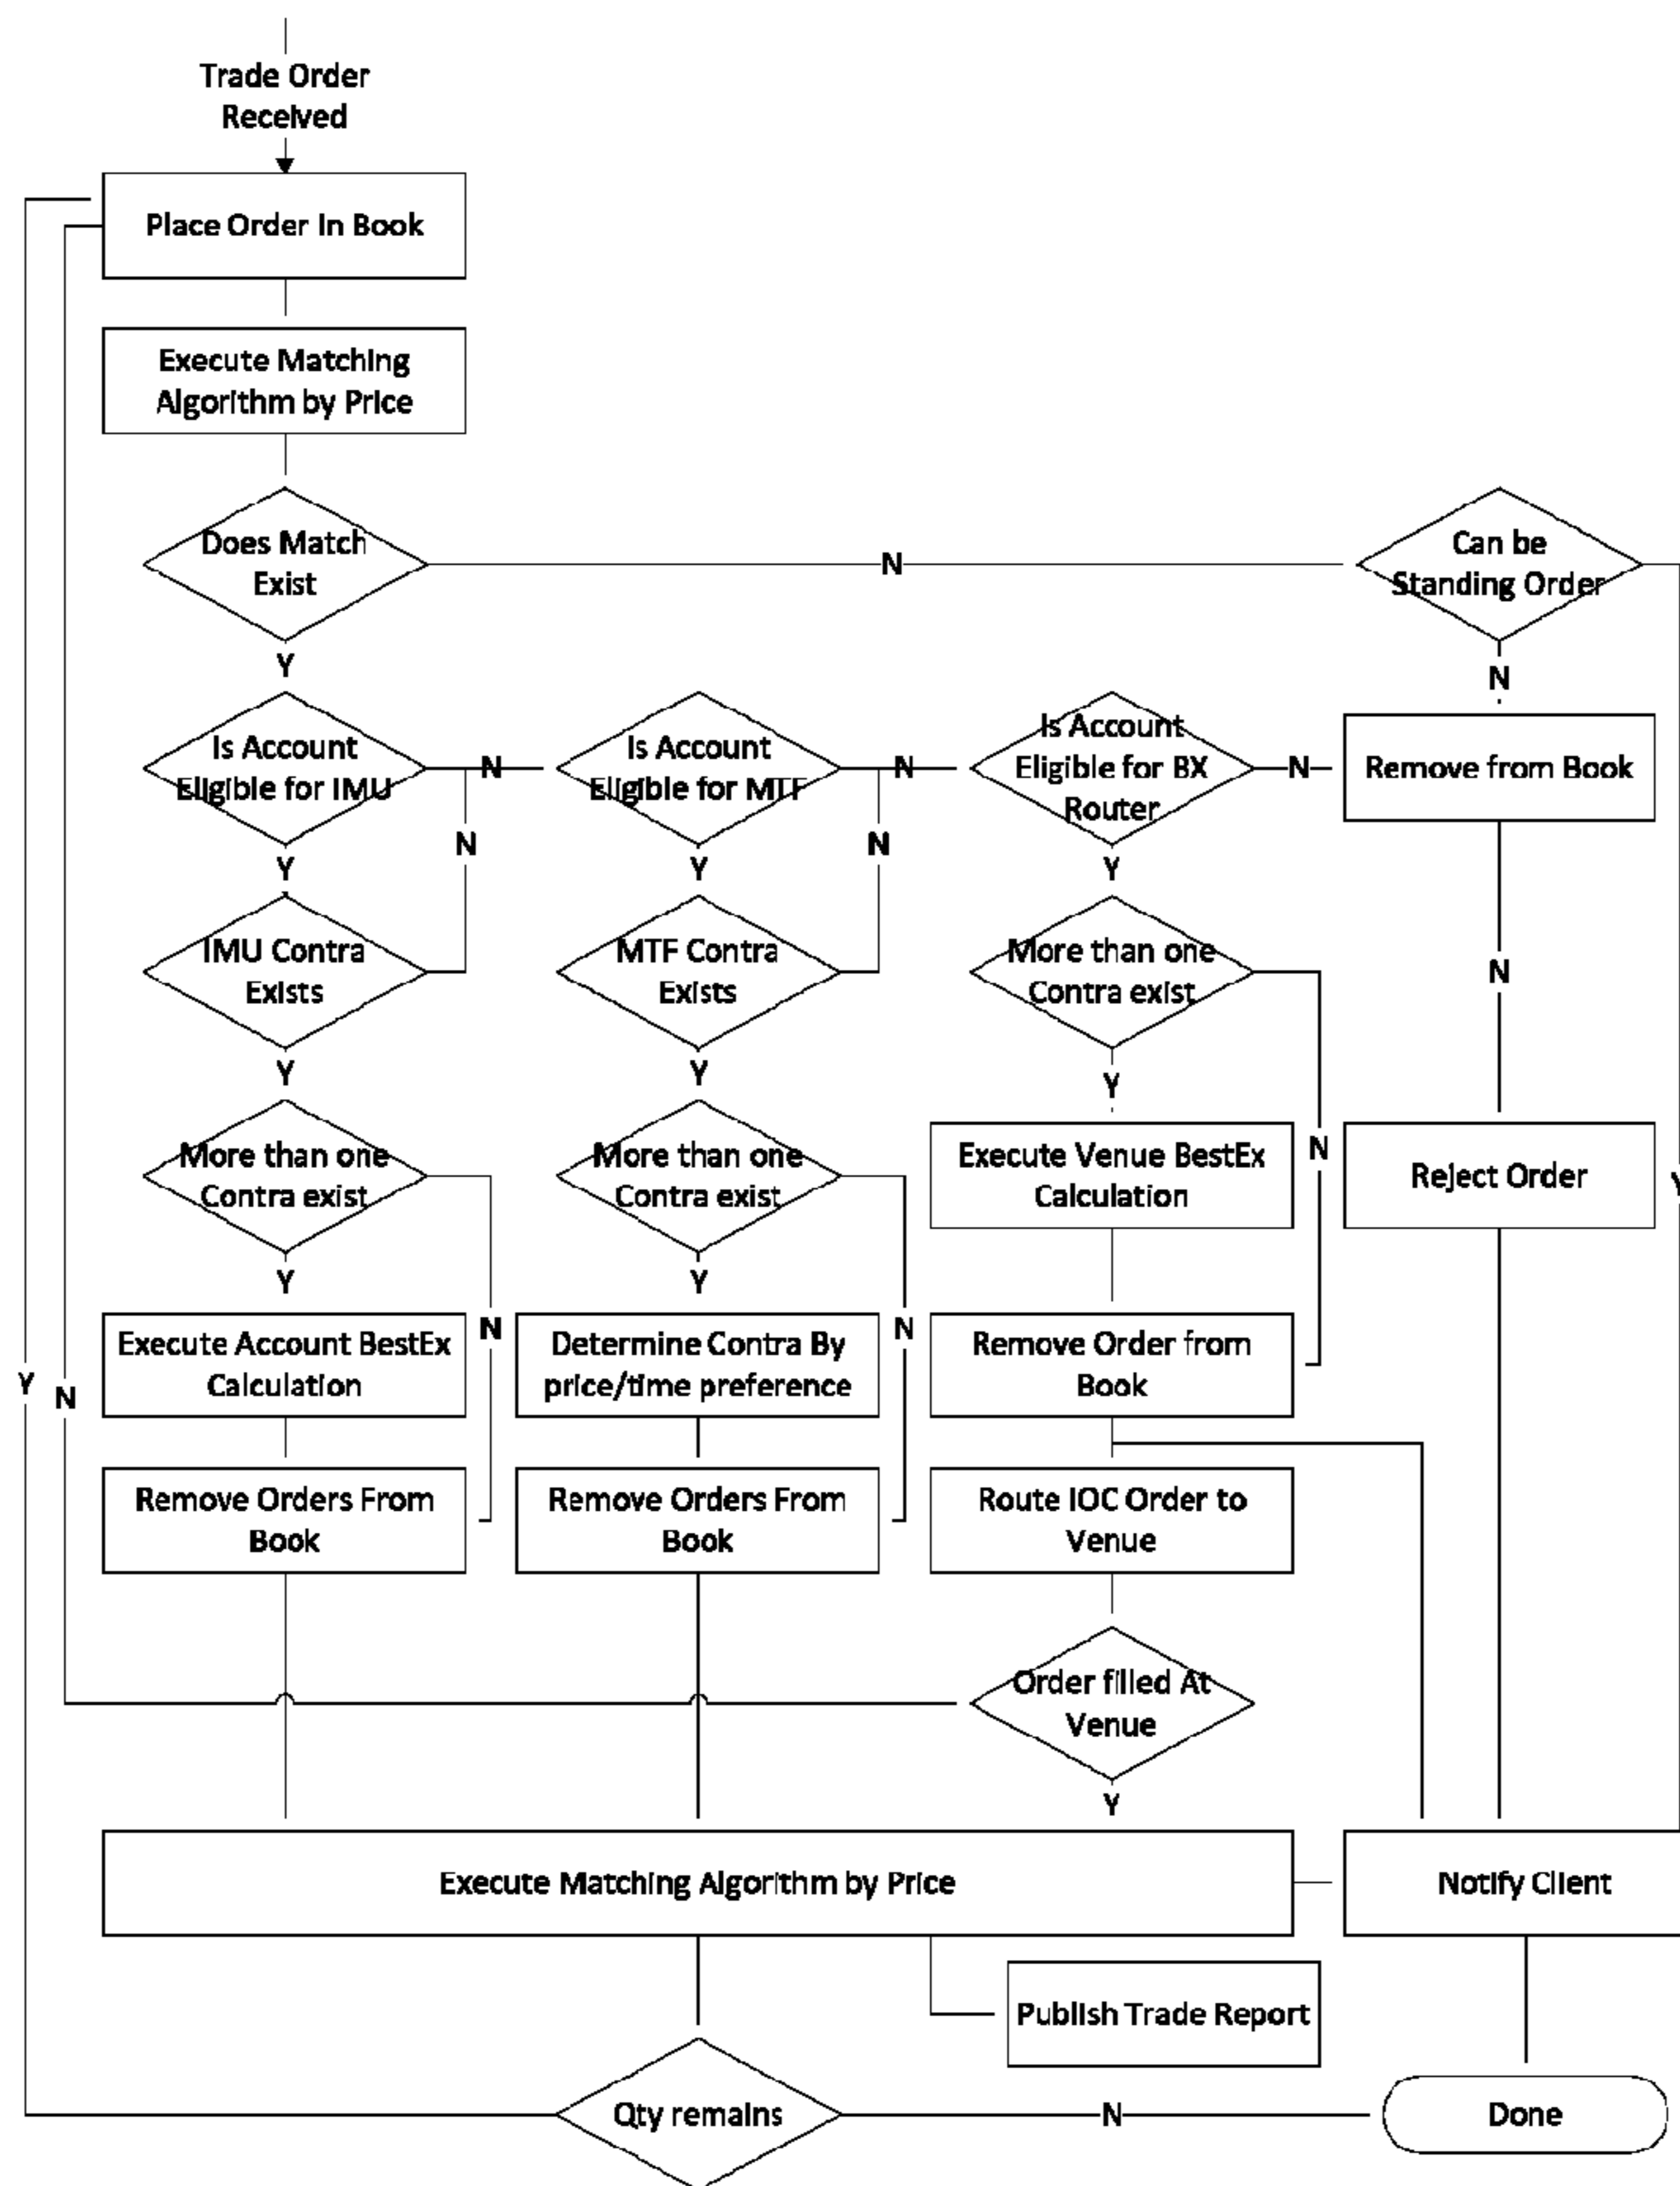 Trade Order
Received
Place Order In Book
Execute Matching
Algorithm by Price
Does Match
Exist
N
Can be
Standing Order
Y
N
Is Account
Eligible for IMU
N
Is Account
Eligible for MTF
N
Is Account
Eligible for BX
Router
N
Remove from Book
Y
N
Y
N
Y
IMU Contra
Exists
MTF Contra
Exists
More than one
Contra exist
N
Y
Y
Y
More than one
Contra exist
More than one
Contra exist
Execute Venue BestEx
Calculation
N
Reject Order
Y
Y
Y
Execute Account BestEx
Calculation
N
Determine Contra By
price/time preference
N
Remove Order from
Book
Y
N
Remove Orders From
Book
Remove Orders From
Book
Route IOC Order to
Venue
Order filled At
Venue
Y
Execute Matching Algorithm by Price
Notify Client
Publish Trade Report
Qty remains
N
Done